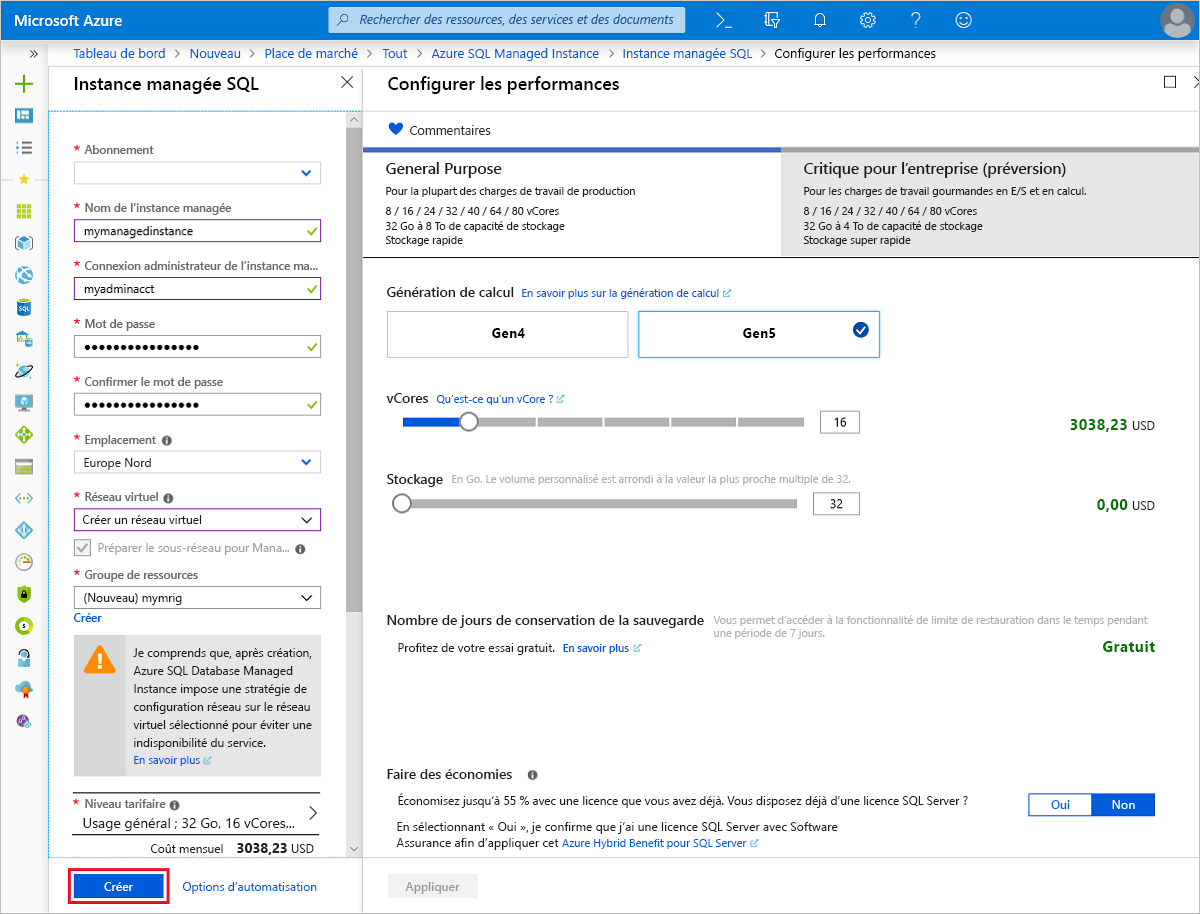 Microsoft Azure
Rechercher des ressources, des services et des documents
Tableau de bord > Nouveau > Place de marché > Tout > Azure SQL Managed Instance > Instance managée SQL > Configurer les performances
Instance managée SQL
* Abonnement
* Nom de l'instance managée
mymanagedinstance
* Connexion administrateur de l'instance ma...
myadminacct
* Mot de passe
* Confirmer le mot de passe
* Emplacement
Europe Nord
* Réseau virtuel
Créer un réseau virtuel
Préparer le sous-réseau pour Mana...
* Groupe de ressources
(Nouveau) mymrig
Créer
Je comprends que, après création,
Azure SQL Database Managed
Instance impose une stratégie de
configuration réseau sur le réseau
virtuel sélectionné pour éviter une
indisponibilité du service.
En savoir plus
* Niveau tarifaire
Usage général ; 32 Go, 16 vCores...
Coût mensuel 3038,23 USD
Créer
Options d'automatisation
Configurer les performances
Commentaires
General Purpose
Pour la plupart des charges de travail de production
8 / 16 / 24 / 32 / 40 / 64 / 80 vCores
32 Go à 8 To de capacité de stockage
Stockage rapide
Critique pour l'entreprise (préversion)
Pour les charges de travail gourmandes en E/S et en calcul.
8 / 16 / 24 / 32 / 40 / 64 / 80 vCores
32 Go à 4 To de capacité de stockage
Stockage super rapide
Génération de calcul En savoir plus sur la génération de calcul
Gen4
Gen5
vCores Qu'est-ce qu'un vCore ?
16
3038,23 USD
Stockage En Go. Le volume personnalisé est arrondi à la valeur la plus proche multiple de 32.
32
0,00 USD
Nombre de jours de conservation de la sauvegarde
Vous permet d'accéder à la fonctionnalité de limite de restauration dans le temps pendant
une période de 7 jours.
Profitez de votre essai gratuit. En savoir plus
Gratuit
Faire des économies
Économisez jusqu'à 55 % avec une licence que vous avez déjà. Vous disposez déjà d'une licence SQL Server ?
Oui
Non
En sélectionnant « Oui », je confirme que j'ai une licence SQL Server avec Software
Assurance afin d'appliquer cet Azure Hybrid Benefit pour SQL Server
Appliquer